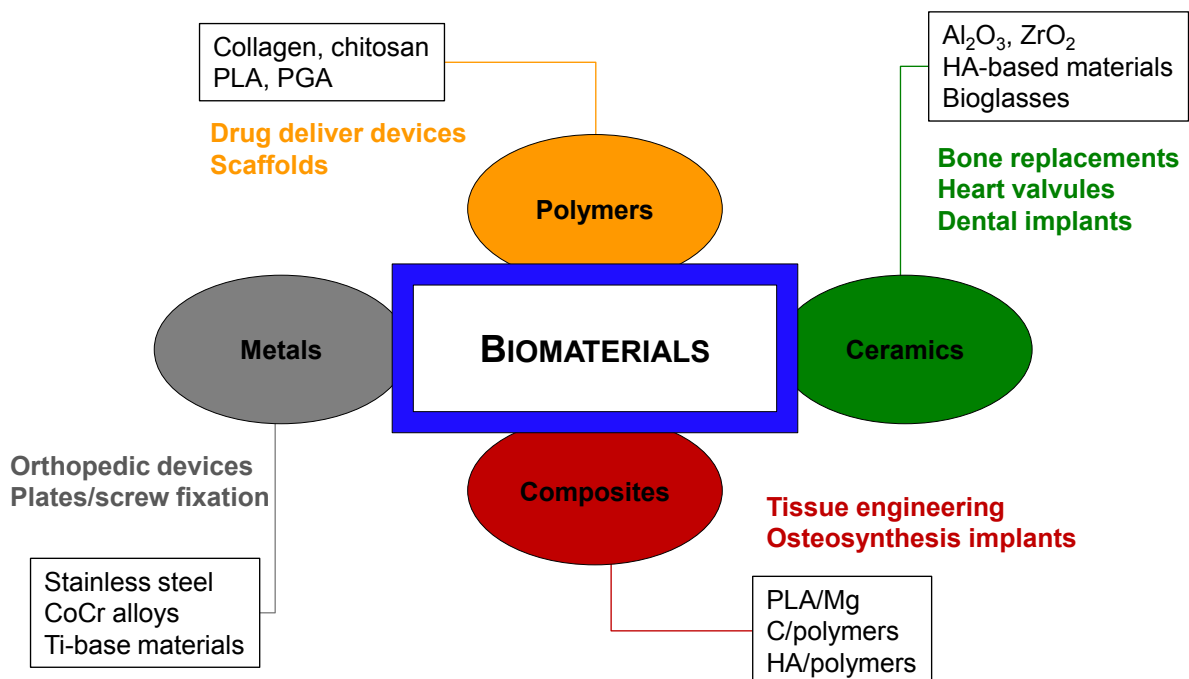 Collagen, chitosan
PLA, PGA
Drug deliver devices
Scaffolds
Polymers
Al₂O₃, ZrO₂
HA-based materials
Bioglasses
Bone replacements
Heart valvules
Dental implants
Metals
BIOMATERIALS
Ceramics
Orthopedic devices
Plates/screw fixation
Stainless steel
CoCr alloys
Ti-base materials
Composites
Tissue engineering
Osteosynthesis implants
PLA/Mg
C/polymers
HA/polymers